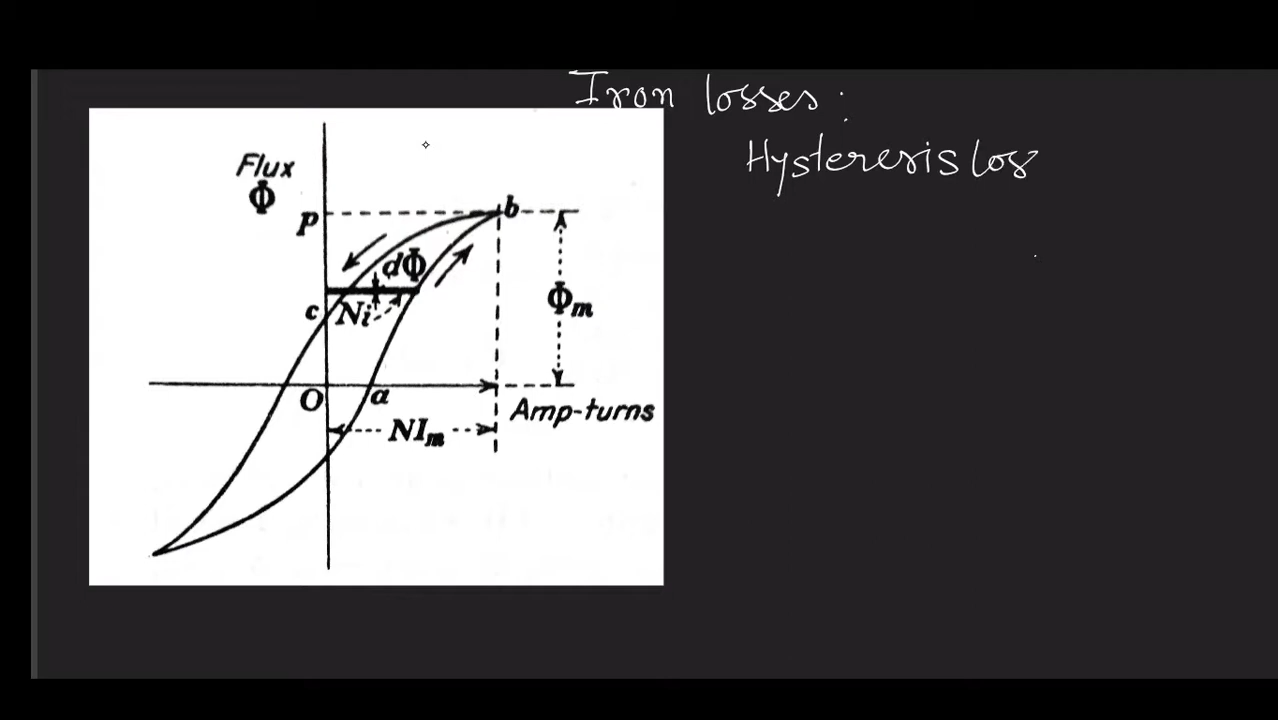 Iron losses:
Hysteresis los
Flux
Φ
p
b
dΦ
c
Ni
Φm
O
a
Amp-turns
NIm